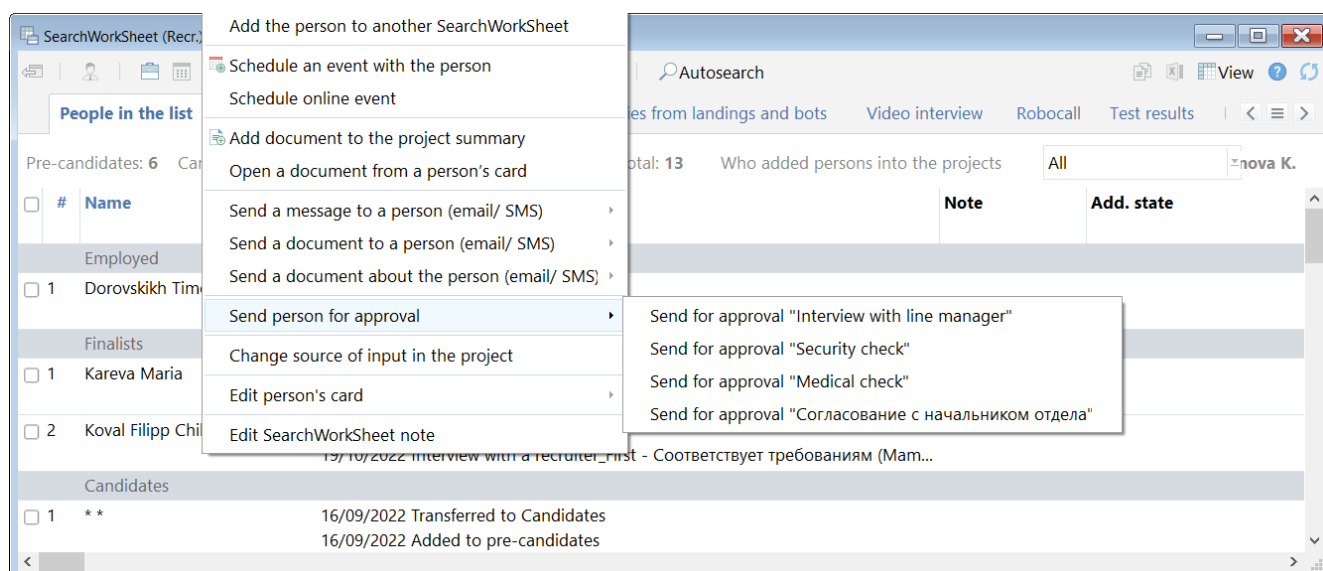 SearchWorkSheet (Recr.)
Add the person to another SearchWorkSheet
Schedule an event with the person
Schedule online event
Add document to the project summary
Open a document from a person's card
Send a message to a person (email/ SMS)
Send a document to a person (email/ SMS)
Send a document about the person (email/ SMS)
Send person for approval
Change source of input in the project
Edit person's card
Edit SearchWorkSheet note
Send for approval "Interview with line manager"
Send for approval "Security check"
Send for approval "Medical check"
Send for approval "Согласование с начальником отдела"
Autosearch
View
People in the list
from landings and bots
Video interview
Robocall
Test results
Pre-candidates: 6
13
Who added persons into the projects
All
K.
# Name
Note
Add. state
Employed
1 Dorovskikh
Finalists
1 Kareva Maria
2 Koval Filipp
19/10/2022 Interview with a recruiter_First - Соответствует требованиям (Mam...
Candidates
1 * *
16/09/2022 Transferred to Candidates
16/09/2022 Added to pre-candidates